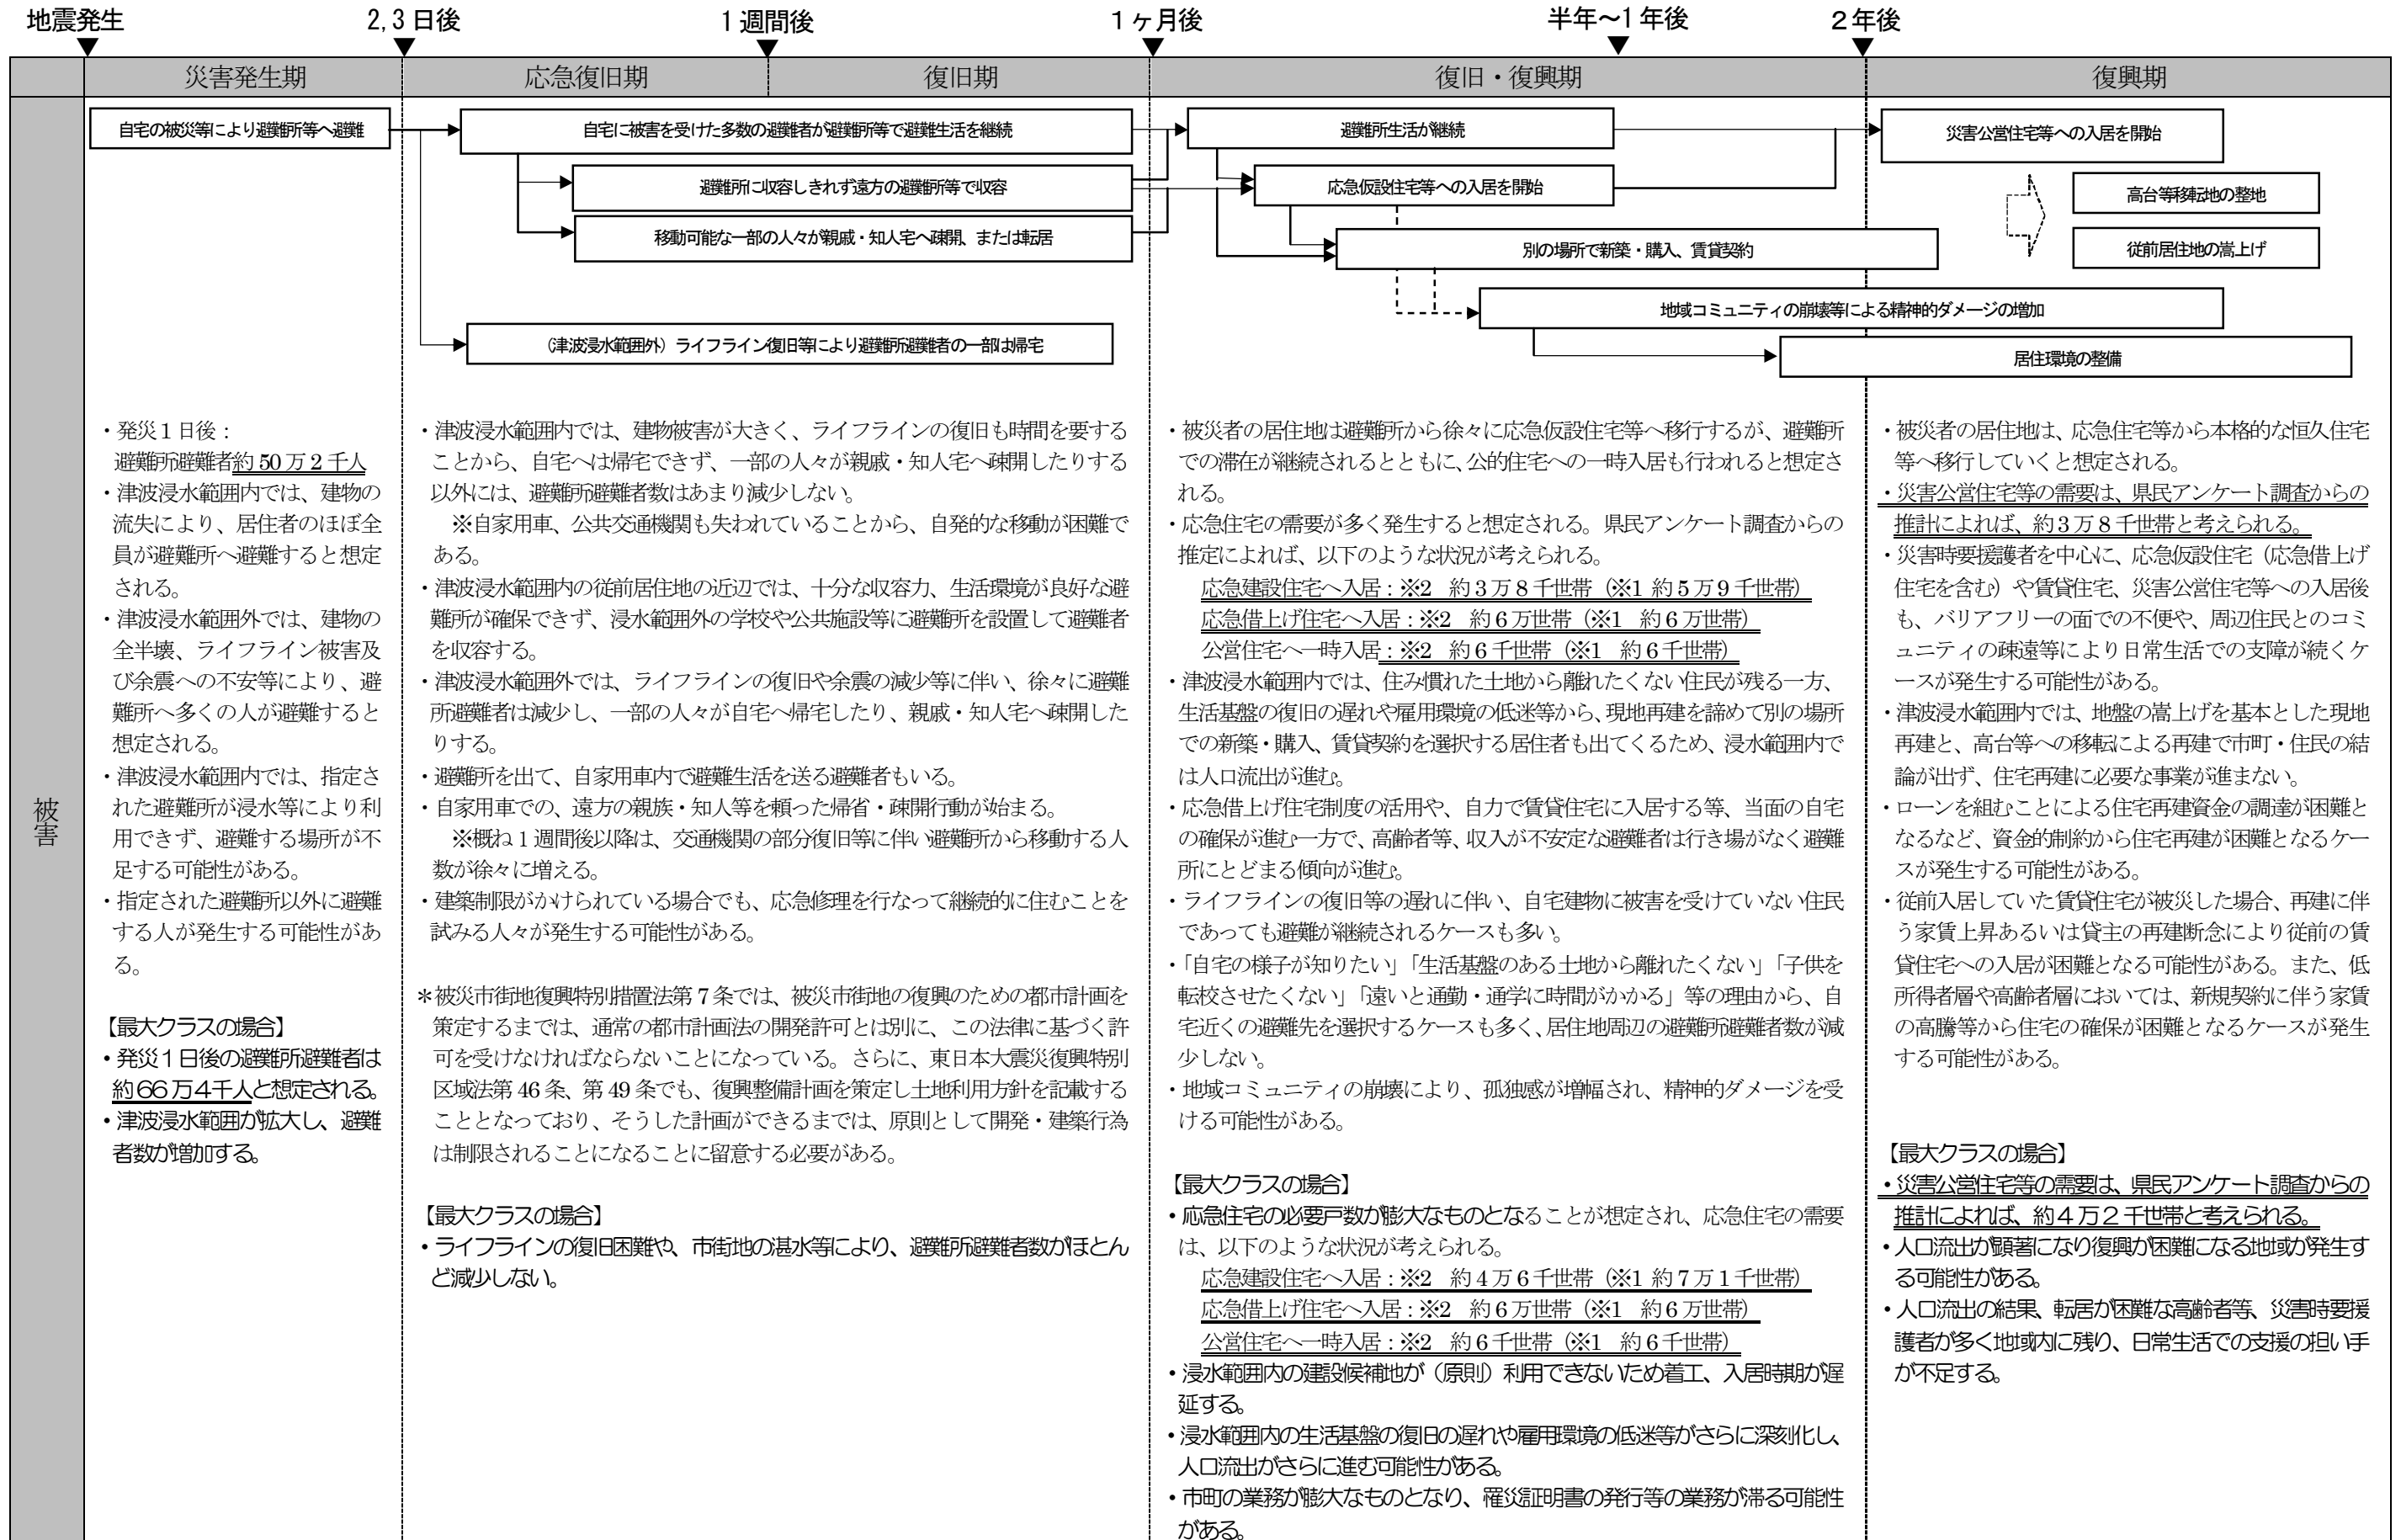 地震発生
2,3日後
1週間後
1ヶ月後
半年～1年後
2年後
災害発生期
応急復旧期
復旧期
復旧・復興期
復興期
自宅の被災等により避難所等へ避難
自宅に被害を受けた多数の避難者が避難所等で避難生活を継続
避難所生活が継続
災害公営住宅等への入居を開始
避難所に収容しきれず遠方の避難所等で収容
応急仮設住宅等への入居を開始
高台等移転地の整地
移動可能な一部の人々が親戚・知人宅へ疎開、または転居
別の場所で新築・購入、賃貸契約
従前居住地の嵩上げ
地域コミュニティの崩壊等による精神的ダメージの増加
（津波浸水範囲外）ライフライン復旧等により避難所避難者の一部は帰宅
居住環境の整備
被害
・発災1日後：
避難所避難者約50万2千人
・津波浸水範囲内では、建物の
流失により、居住者のほぼ全
員が避難所へ避難すると想定
される。
・津波浸水範囲外では、建物の
全半壊、ライフライン被害及
び余震への不安等により、避
難所へ多くの人が避難すると
想定される。
・津波浸水範囲内では、指定さ
れた避難所が浸水等により利
用できず、避難する場所が不
足する可能性がある。
・指定された避難所以外に避難
する人が発生する可能性があ
る。
【最大クラスの場合】
・発災1日後の避難所避難者は
約66万4千人と想定される。
・津波浸水範囲が拡大し、避難
者数が増加する。
・津波浸水範囲内では、建物被害が大きく、ライフラインの復旧も時間を要する
ことから、自宅へは帰宅できず、一部の人々が親戚・知人宅へ疎開したりする
以外には、避難所避難者数はあまり減少しない。
※自家用車、公共交通機関も失われていることから、自発的な移動が困難で
ある。
・津波浸水範囲内の従前居住地の近辺では、十分な収容力、生活環境が良好な避
難所が確保できず、浸水範囲外の学校や公共施設等に避難所を設置して避難者
を収容する。
・津波浸水範囲外では、ライフラインの復旧や余震の減少等に伴い、徐々に避難
所避難者は減少し、一部の人々が自宅へ帰宅したり、親戚・知人宅へ疎開した
りする。
・避難所を出て、自家用車内で避難生活を送る避難者もいる。
・自家用車での、遠方の親族・知人等を頼った帰省・疎開行動が始まる。
※概ね1週間後以降は、交通機関の部分復旧等に伴い避難所から移動する人
数が徐々に増える。
・建築制限がかけられている場合でも、応急修理を行なって継続的に住むことを
試みる人々が発生する可能性がある。
＊被災市街地復興特別措置法第7条では、被災市街地の復興のための都市計画を
策定するまでは、通常の都市計画法の開発許可とは別に、この法律に基づく許
可を受けなければならないことになっている。さらに、東日本大震災復興特別
区域法第46条、第49条でも、復興整備計画を策定し土地利用方針を記載する
こととなっており、そうした計画ができるまでは、原則として開発・建築行為
は制限されることになることに留意する必要がある。
【最大クラスの場合】
・ライフラインの復旧困難や、市街地の湛水等により、避難所避難者数がほとん
ど減少しない。
・被災者の居住地は避難所から徐々に応急仮設住宅等へ移行するが、避難所
での滞在が継続されるとともに、公的住宅への一時入居も行われると想定さ
れる。
・応急住宅の需要が多く発生すると想定される。県民アンケート調査からの
推定によれば、以下のような状況が考えられる。
応急建設住宅へ入居：※2　約3万8千世帯（※1 約5万9千世帯）
応急借上げ住宅へ入居：※2　約6万世帯（※1　約6万世帯）
公営住宅へ一時入居：※2　約6千世帯（※1　約6千世帯）
・津波浸水範囲内では、住み慣れた土地から離れたくない住民が残る一方、
生活基盤の復旧の遅れや雇用環境の低迷等から、現地再建を諦めて別の場所
での新築・購入、賃貸契約を選択する居住者も出てくるため、浸水範囲内で
は人口流出が進む。
・応急借上げ住宅制度の活用や、自力で賃貸住宅に入居する等、当面の自宅
の確保が進む一方で、高齢者等、収入が不安定な避難者は行き場がなく避難
所にとどまる傾向が進む。
・ライフラインの復旧等の遅れに伴い、自宅建物に被害を受けていない住民
であっても避難が継続されるケースも多い。
・「自宅の様子が知りたい」「生活基盤のある土地から離れたくない」「子供を
転校させたくない」「遠いと通勤・通学に時間がかかる」等の理由から、自
宅近くの避難先を選択するケースも多く、居住地周辺の避難所避難者数が減
少しない。
・地域コミュニティの崩壊により、孤独感が増幅され、精神的ダメージを受
ける可能性がある。
【最大クラスの場合】
・応急住宅の必要戸数が膨大なものとなることが想定され、応急住宅の需要
は、以下のような状況が考えられる。
応急建設住宅へ入居：※2　約4万6千世帯（※1 約7万1千世帯）
応急借上げ住宅へ入居：※2　約6万世帯（※1　約6万世帯）
公営住宅へ一時入居：※2　約6千世帯（※1　約6千世帯）
・浸水範囲内の建設候補地が（原則）利用できないため着工、入居時期が遅
延する。
・浸水範囲内の生活基盤の復旧の遅れや雇用環境の低迷等がさらに深刻化し、
人口流出がさらに進む可能性がある。
・市町の業務が膨大なものとなり、罹災証明書の発行等の業務が滞る可能性
がある。
・被災者の居住地は、応急住宅等から本格的な恒久住宅
等へ移行していくと想定される。
・災害公営住宅等の需要は、県民アンケート調査からの
推計によれば、約3万8千世帯と考えられる。
・災害時要援護者を中心に、応急仮設住宅（応急借上げ
住宅を含む）や賃貸住宅、災害公営住宅等への入居後
も、バリアフリーの面での不便や、周辺住民とのコミ
ュニティの疎遠等により日常生活での支障が続くケ
ースが発生する可能性がある。
・津波浸水範囲内では、地盤の嵩上げを基本とした現地
再建と、高台等への移転による再建で市町・住民の結
論が出ず、住宅再建に必要な事業が進まない。
・ローンを組むことによる住宅再建資金の調達が困難と
なるなど、資金的制約から住宅再建が困難となるケー
スが発生する可能性がある。
・従前入居していた賃貸住宅が被災した場合、再建に伴
う家賃上昇あるいは貸主の再建断念により従前の賃
貸住宅への入居が困難となる可能性がある。また、低
所得者層や高齢者層においては、新規契約に伴う家賃
の高騰等から住宅の確保が困難となるケースが発生
する可能性がある。
【最大クラスの場合】
・災害公営住宅等の需要は、県民アンケート調査からの
推計によれば、約4万2千世帯と考えられる。
・人口流出が顕著になり復興が困難になる地域が発生す
る可能性がある。
・人口流出の結果、転居が困難な高齢者等、災害時要援
護者が多く地域内に残り、日常生活での支援の担い手
が不足する。